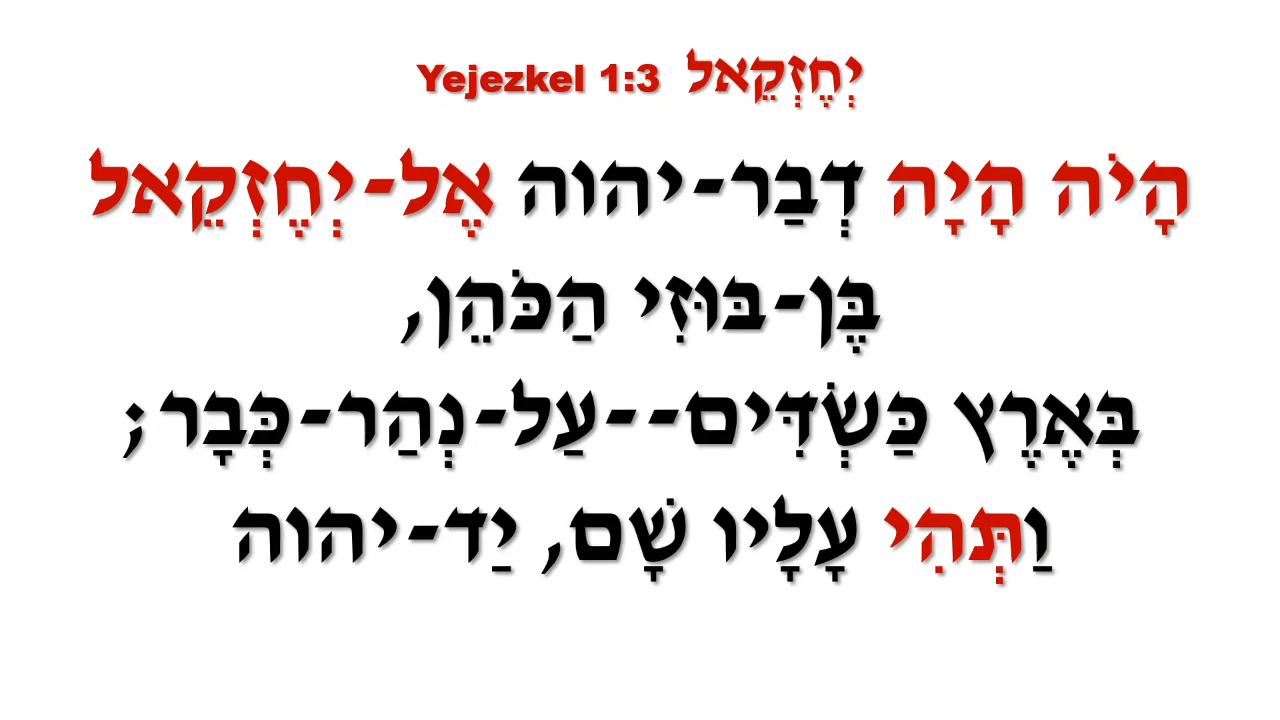 Yejezkel 1:3 יְחֶזְקֵאל
הָיֹה הָיָה דְבַר-יהוה אֶל-יְחֶזְקֵאל
בֶּן-בּוּזִי הַכֹּהֵן,
בְּאֶרֶץ כַּשְׂדִּים--עַל-נְהַר-כְּבָר;
וַתְּהִי עָלָיו שָׁם, יַד-יהוה